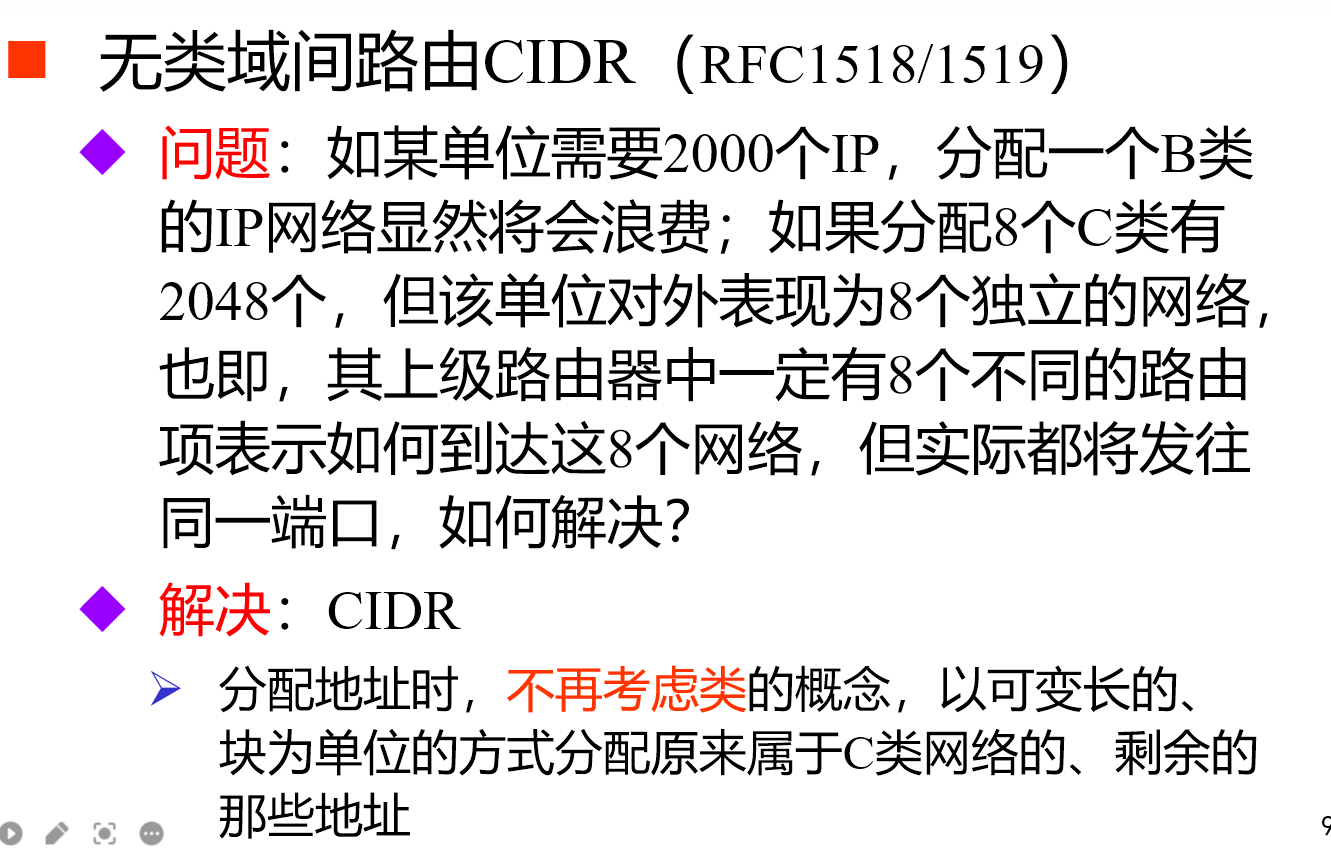 无类域间路由CIDR（RFC1518/1519）
问题：如某单位需要2000个IP，分配一个B类
的IP网络显然将会浪费；如果分配8个C类有
2048个，但该单位对外表现为8个独立的网络，
也即，其上级路由器中一定有8个不同的路由
项表示如何到达这8个网络，但实际都将发往
同一端口，如何解决？
解决：CIDR
分配地址时，不再考虑类的概念，以可变长的、
块为单位的方式分配原来属于C类网络的、剩余的
那些地址
9